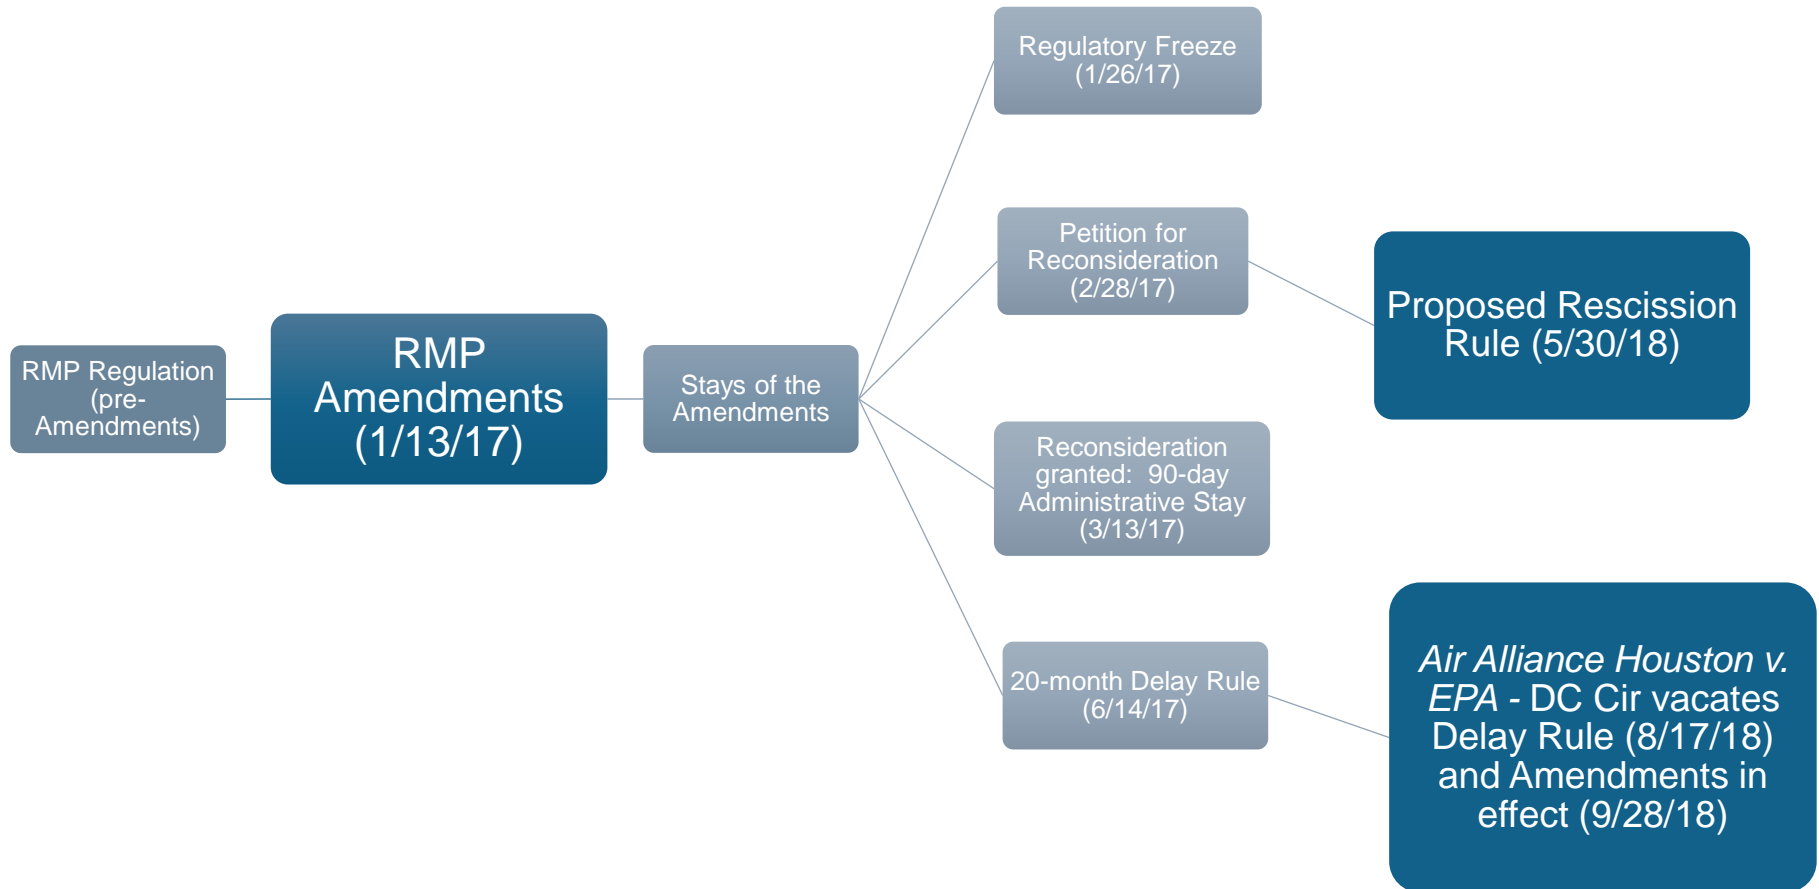 RMP Regulation
(pre-
Amendments)
RMP
Amendments
(1/13/17)
Stays of the
Amendments
Regulatory Freeze
(1/26/17)
Petition for
Reconsideration
(2/28/17)
Proposed Rescission
Rule (5/30/18)
Reconsideration
granted:  90-day
Administrative Stay
(3/13/17)
20-month Delay Rule
(6/14/17)
Air Alliance Houston v.
EPA - DC Cir vacates
Delay Rule (8/17/18)
and Amendments in
effect (9/28/18)